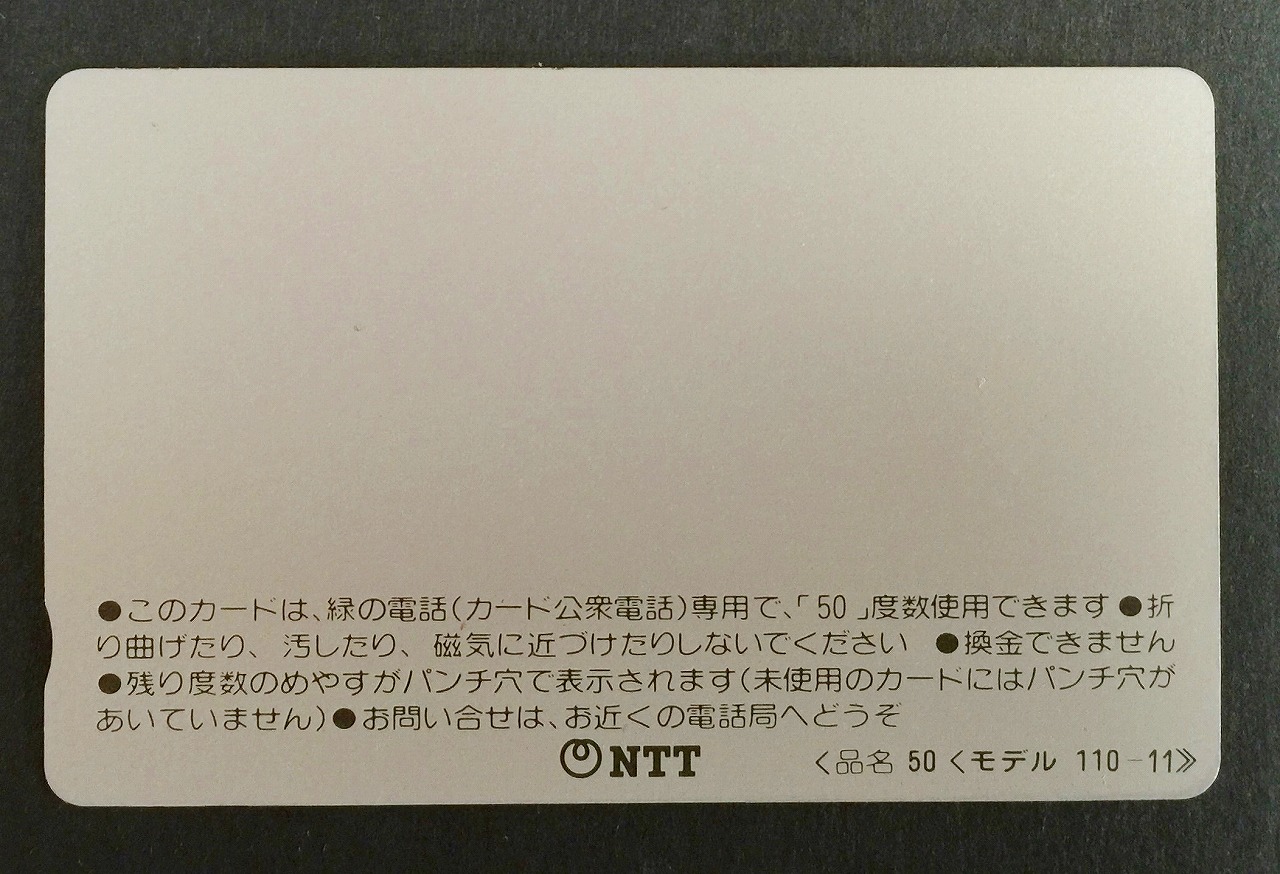 ●このカードは、緑の電話(カード公衆電話)専用で、「50」度数使用できます●折
り曲げたり、汚したり、磁気に近づけたりしないでください ●換金できません
●残り度数のめやすがパンチ穴で表示されます(未使用のカードにはパンチ穴が
あいていません)●お問い合せは、お近くの電話局へどうぞ
NTT 〈品名 50〈モデル 110-11》